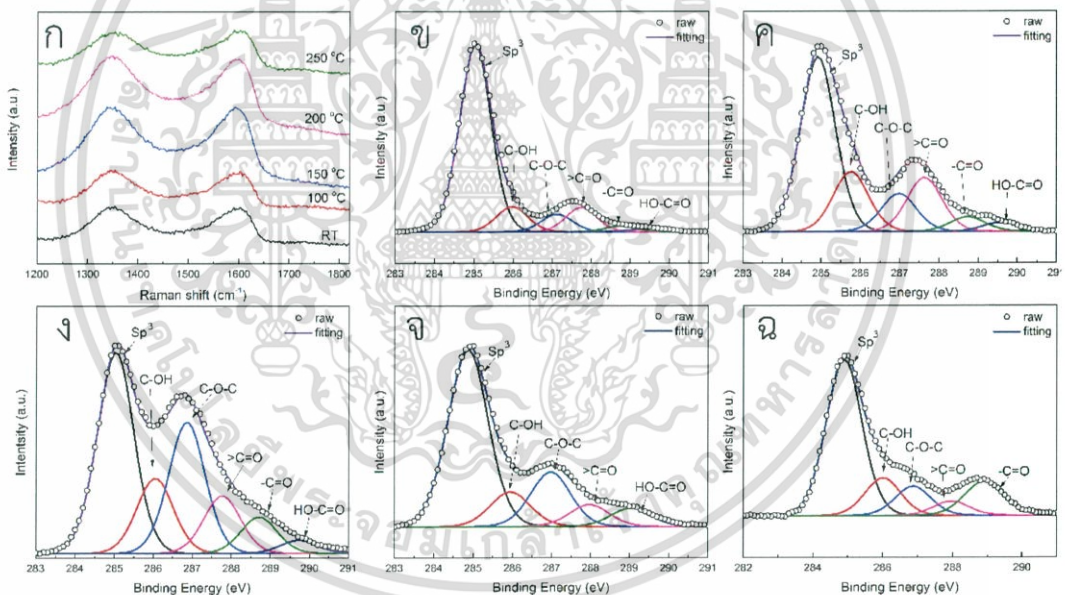 ก
250 °C
200 °C
150 °C
100 °C
RT
Intensity (a.u.)
1200 1300 1400 1500 1600 1700 1800
Raman shift (cm⁻¹)
ข
raw
fitting
Sp³
C-OH
C-O-C
>C=O
-C=O
HO-C=O
Intensity (a.u.)
283 284 285 286 287 288 289 290 291
Binding Energy (eV)
ค
raw
fitting
Sp³
C-OH
C-O-C
>C=O
-C=O
HO-C=O
Intensity (a.u.)
283 284 285 286 287 288 289 290 291
Binding Energy (eV)
ง
raw
fitting
Sp³
C-OH
C-O-C
>C=O
-C=O
HO-C=O
Intentsity (a.u.)
283 284 285 286 287 288 289 290 291
Binding Energy (eV)
จ
raw
fitting
Sp³
C-OH
C-O-C
>C=O
HO-C=O
Intensity (a.u.)
283 284 285 286 287 288 289 290 291
Binding Energy (eV)
ฉ
raw
fitting
Sp³
C-OH
C-O-C
>C=O
-C=O
Intensity (a.u.)
282 284 286 288 290
Binding Energy (eV)